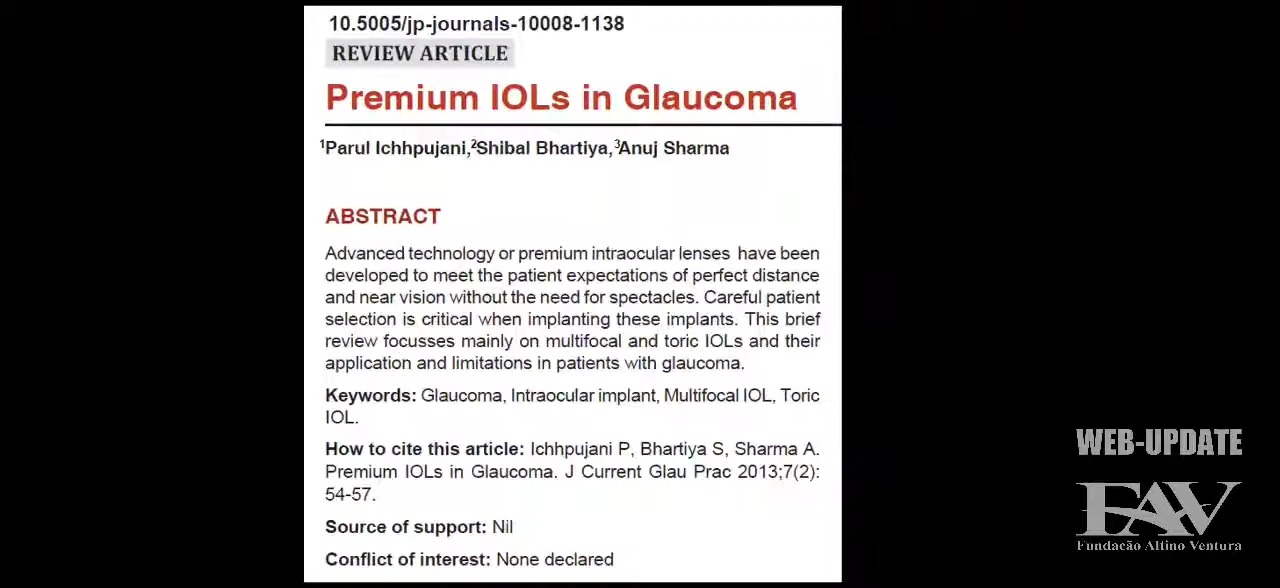 10.5005/jp-journals-10008-1138
REVIEW ARTICLE
Premium IOLs in Glaucoma
¹Parul Ichhpujani,²Shibal Bhartiya,³Anuj Sharma
ABSTRACT
Advanced technology or premium intraocular lenses have been
developed to meet the patient expectations of perfect distance
and near vision without the need for spectacles. Careful patient
selection is critical when implanting these implants. This brief
review focusses mainly on multifocal and toric IOLs and their
application and limitations in patients with glaucoma.
Keywords: Glaucoma, Intraocular implant, Multifocal IOL, Toric
IOL.
How to cite this article: Ichhpujani P, Bhartiya S, Sharma A.
Premium IOLs in Glaucoma. J Current Glau Prac 2013;7(2):
54-57.
Source of support: Nil
Conflict of interest: None declared
WEB-UPDATE
FAV
Fundacão Altino Ventura